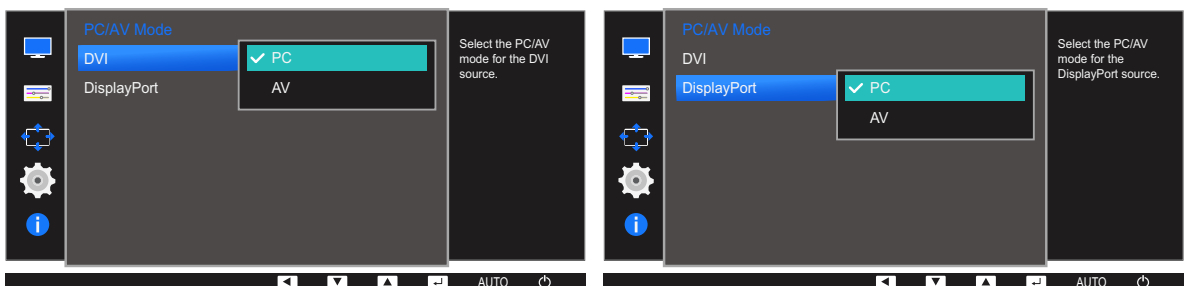 PC/AV Mode
DVI
PC
DisplayPort
AV
Select the PC/AV
mode for the DVI
source.
AUTO
PC/AV Mode
DVI
DisplayPort
PC
AV
Select the PC/AV
mode for the
DisplayPort source.
AUTO